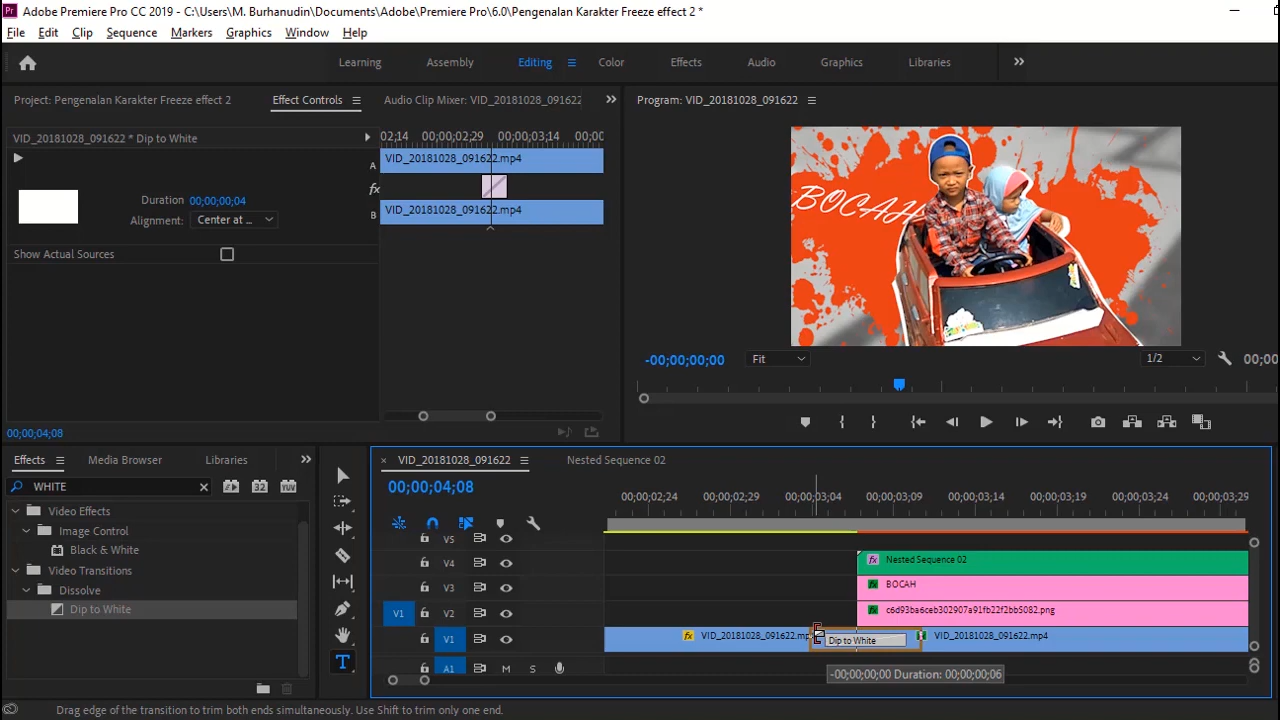 Adobe Premiere Pro CC 2019 - C:\Users\M. Burhanudin\Documents\Adobe\Premiere Pro\6.0\Pengenalan Karakter Freeze effect 2 *
File Edit Clip Sequence Markers Graphics Window Help
Learning Assembly Editing Color Effects Audio Graphics Libraries
Project: Pengenalan Karakter Freeze effect 2 Effect Controls Audio Clip Mixer: VID_20181028_091622
Program: VID_20181028_091622
VID_20181028_091622 * Dip to White
02;14 00;00;02;29 00;00;03;14 00;00
A VID_20181028_091622.mp4
fx
B VID_20181028_091622.mp4
Duration 00;00;00;04
Alignment: Center at ...
Show Actual Sources
BOCAH
-00;00;00;00 Fit 1/2 00;00
00;00;04;08
Effects Media Browser Libraries
WHITE
Video Effects
Image Control
Black & White
Video Transitions
Dissolve
Dip to White
× VID_20181028_091622 Nested Sequence 02
00;00;04;08
00;00;02;24 00;00;02;29 00;00;03;04 00;00;03;09 00;00;03;14 00;00;03;19 00;00;03;24 00;00;03;29
V5
V4 Nested Sequence 02
V3 BOCAH
V1 V2 c6d93ba6ceb302907a91fb22f2bb5082.png
V1 VID_20181028_091622.mp Dip to White VID_20181028_091622.mp4
A1 M S
-00;00;00;00 Duration: 00;00;00;06
Drag edge of the transition to trim both ends simultaneously. Use Shift to trim only one end.